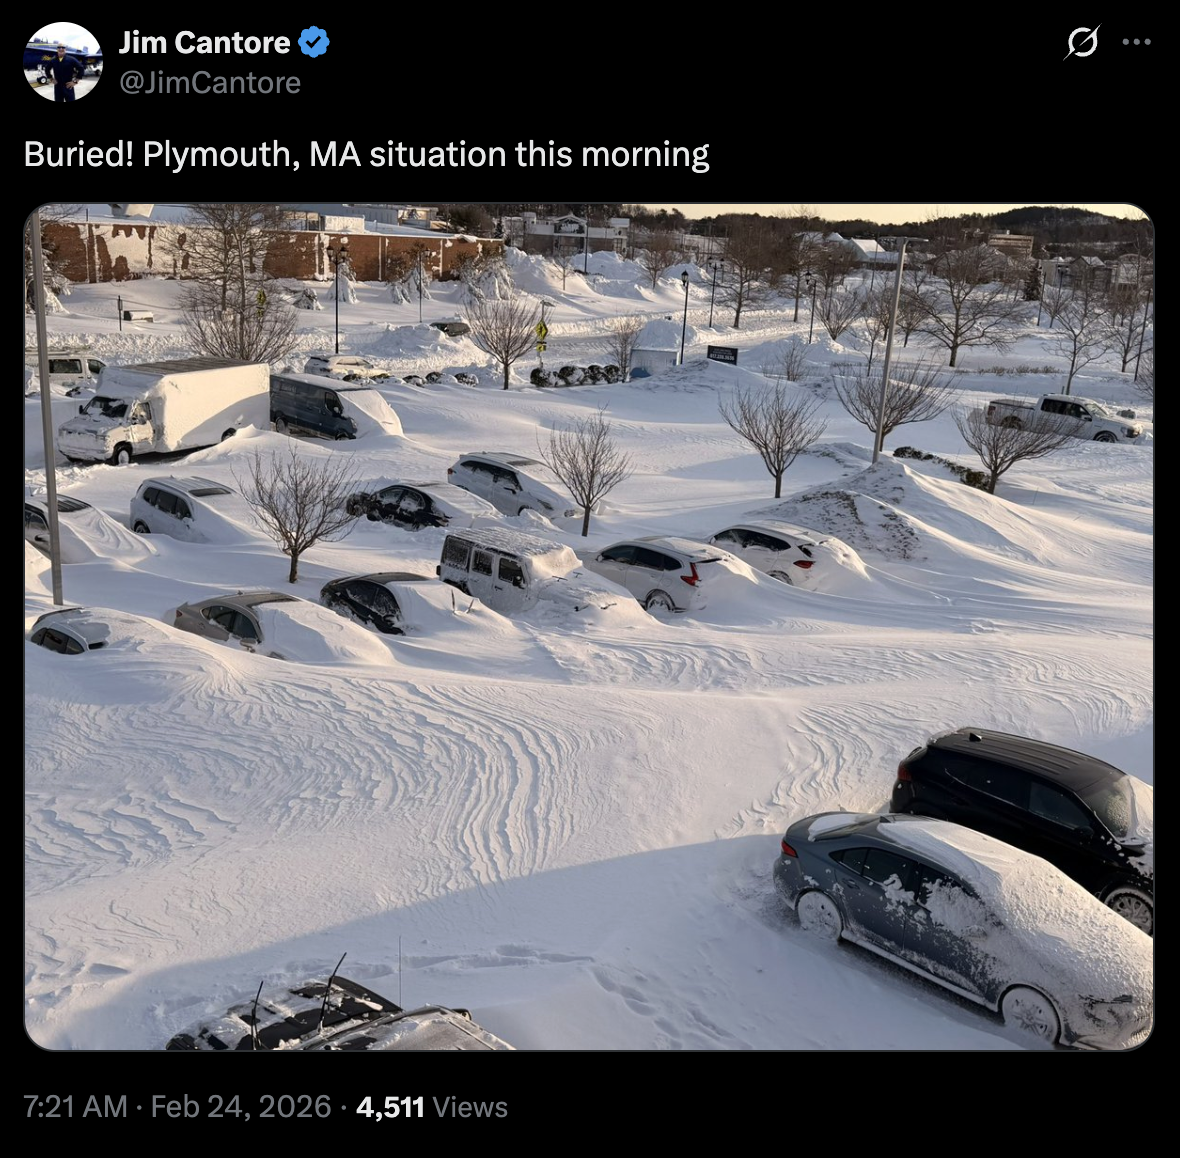 Jim Cantore
@JimCantore
Buried! Plymouth, MA situation this morning
7:21 AM · Feb 24, 2026 · 4,511 Views